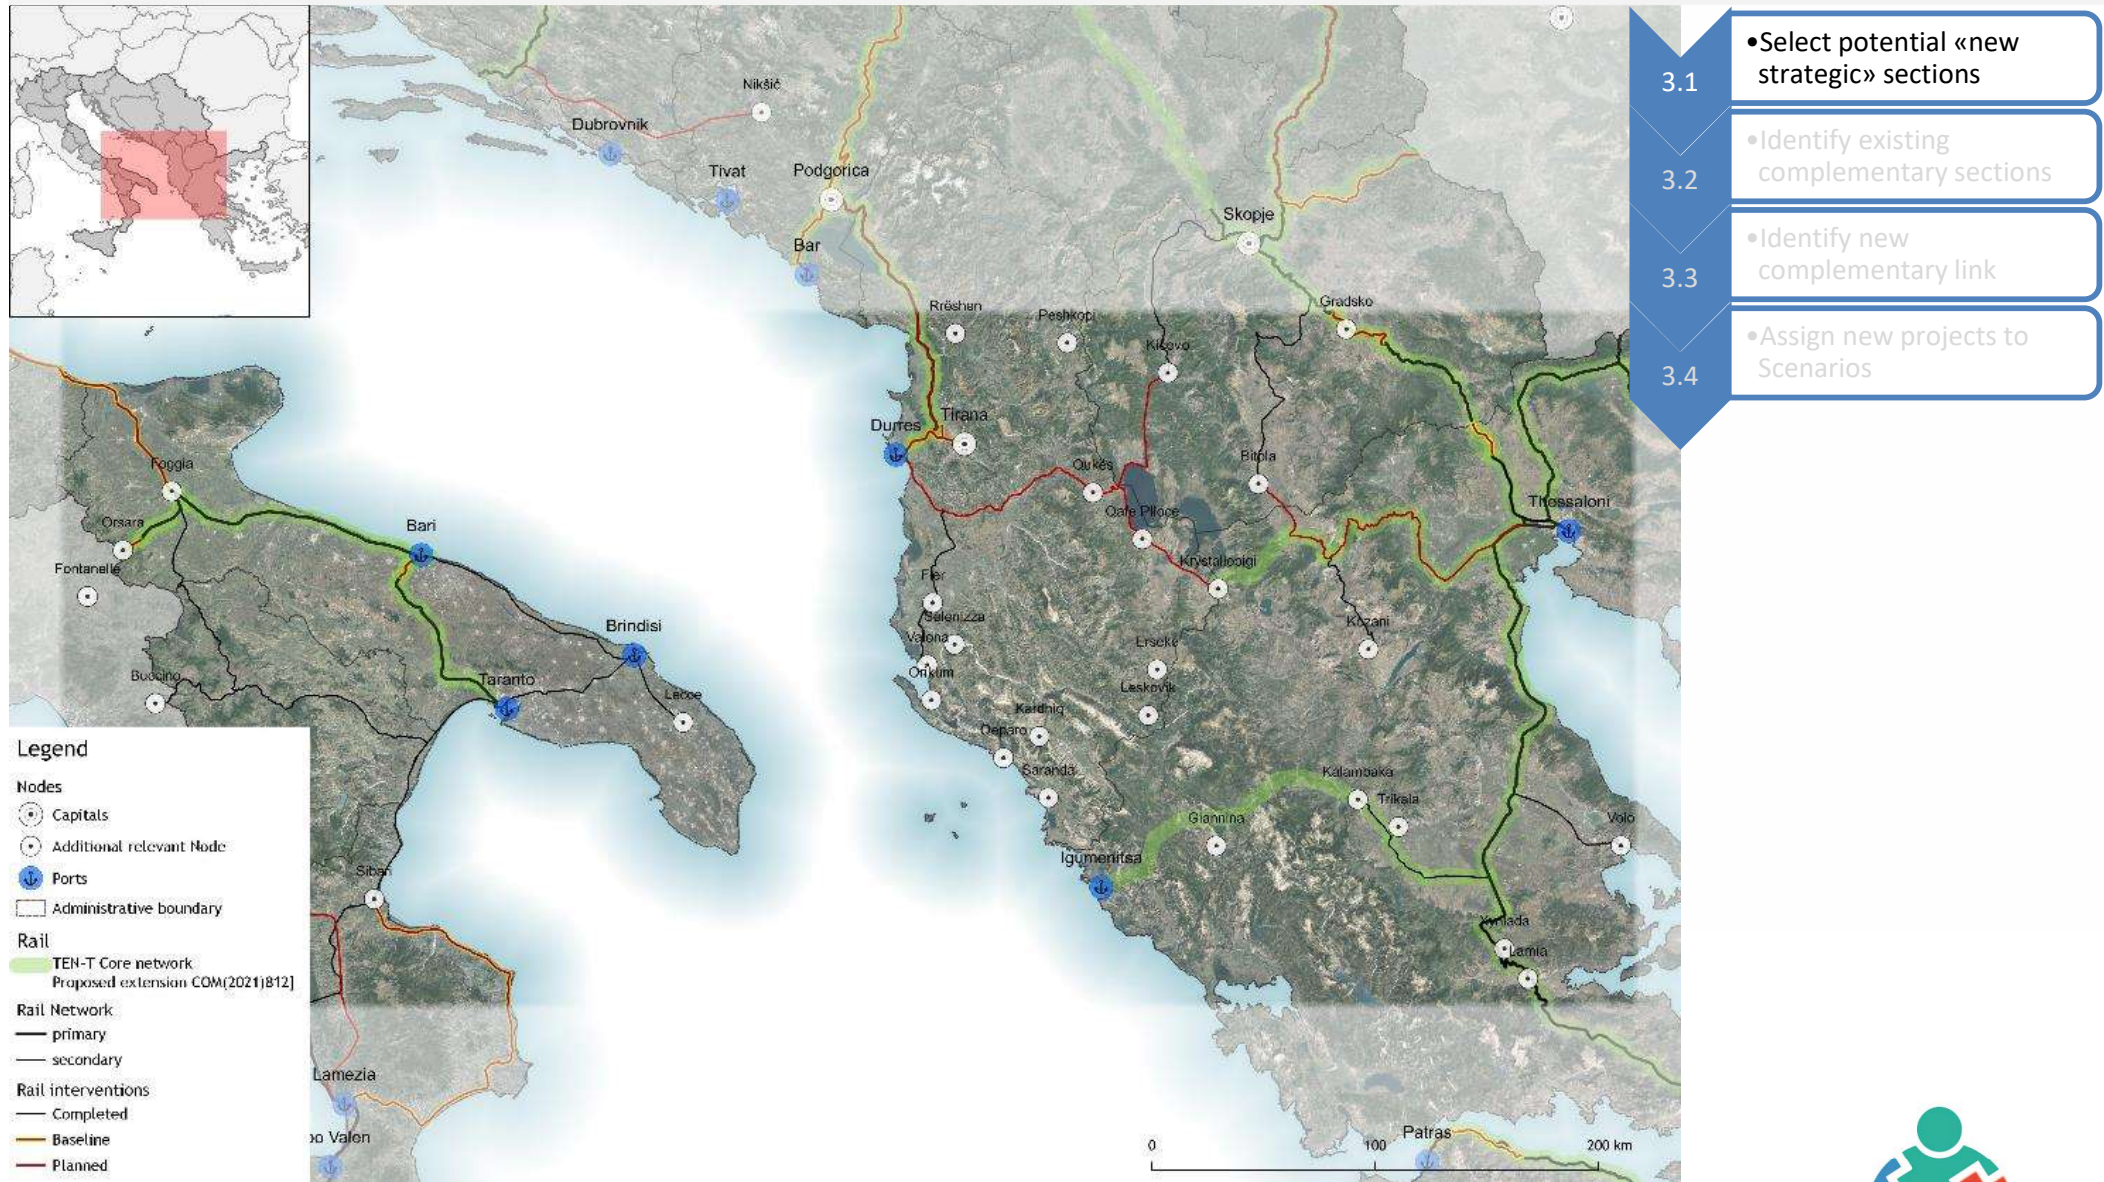 Nikšić
Dubrovnik
Tivat
Podgorica
Bar
Skopje
Rrëshen
Peshkopi
Gradsko
Kičevo
Tirana
Durres
Qukës
Bitola
Foggia
Orsara
Bari
Qafe Plloce
Thessaloni
Fontanelle
Krystallopigi
Fier
Selenizza
Brindisi
Valona
Erseke
Kozani
Buccino
Taranto
Orikum
Lecce
Leskovik
Kardhiq
Qeparo
Saranda
Kalambaka
Trikala
Giannina
Volo
Igumenitsa
Sibari
Xyniada
Lamia
Lamezia
bo Valen
Patras
0
100
200 km
Legend
Nodes
Capitals
Additional relevant Node
Ports
Administrative boundary
Rail
TEN-T Core network
Proposed extension COM(2021)812]
Rail Network
primary
secondary
Rail interventions
Completed
Baseline
Planned
3.1
•Select potential «new
strategic» sections
3.2
•Identify existing
complementary sections
3.3
•Identify new
complementary link
3.4
•Assign new projects to
Scenarios